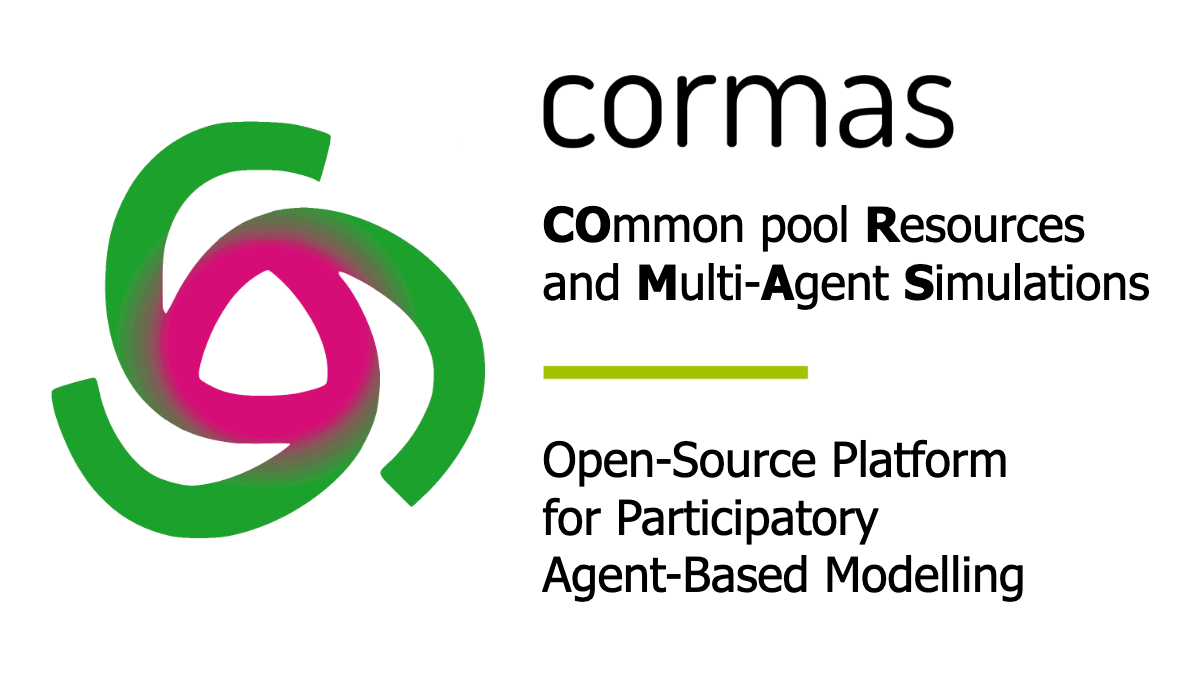 cormas
COmmon pool Resources
and Multi-Agent Simulations
Open-Source Platform
for Participatory
Agent-Based Modelling